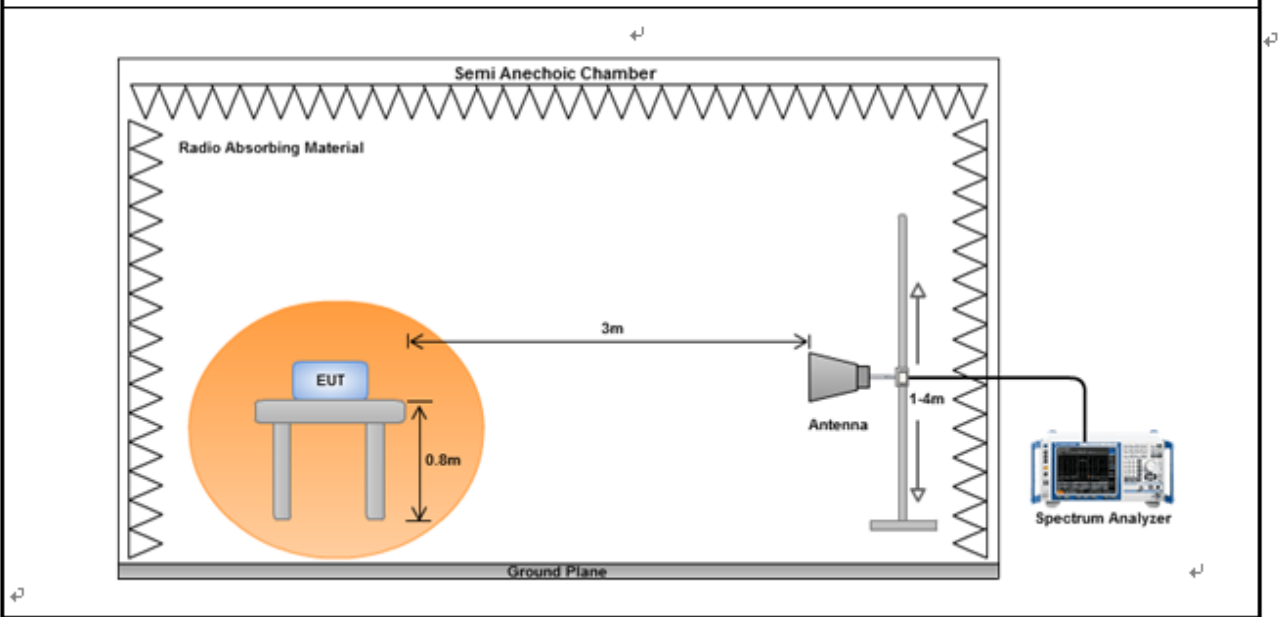 Semi Anechoic Chamber
Radio Absorbing Material
3m
EUT
1-4m
Antenna
0.8m
Spectrum Analyzer
Ground Plane